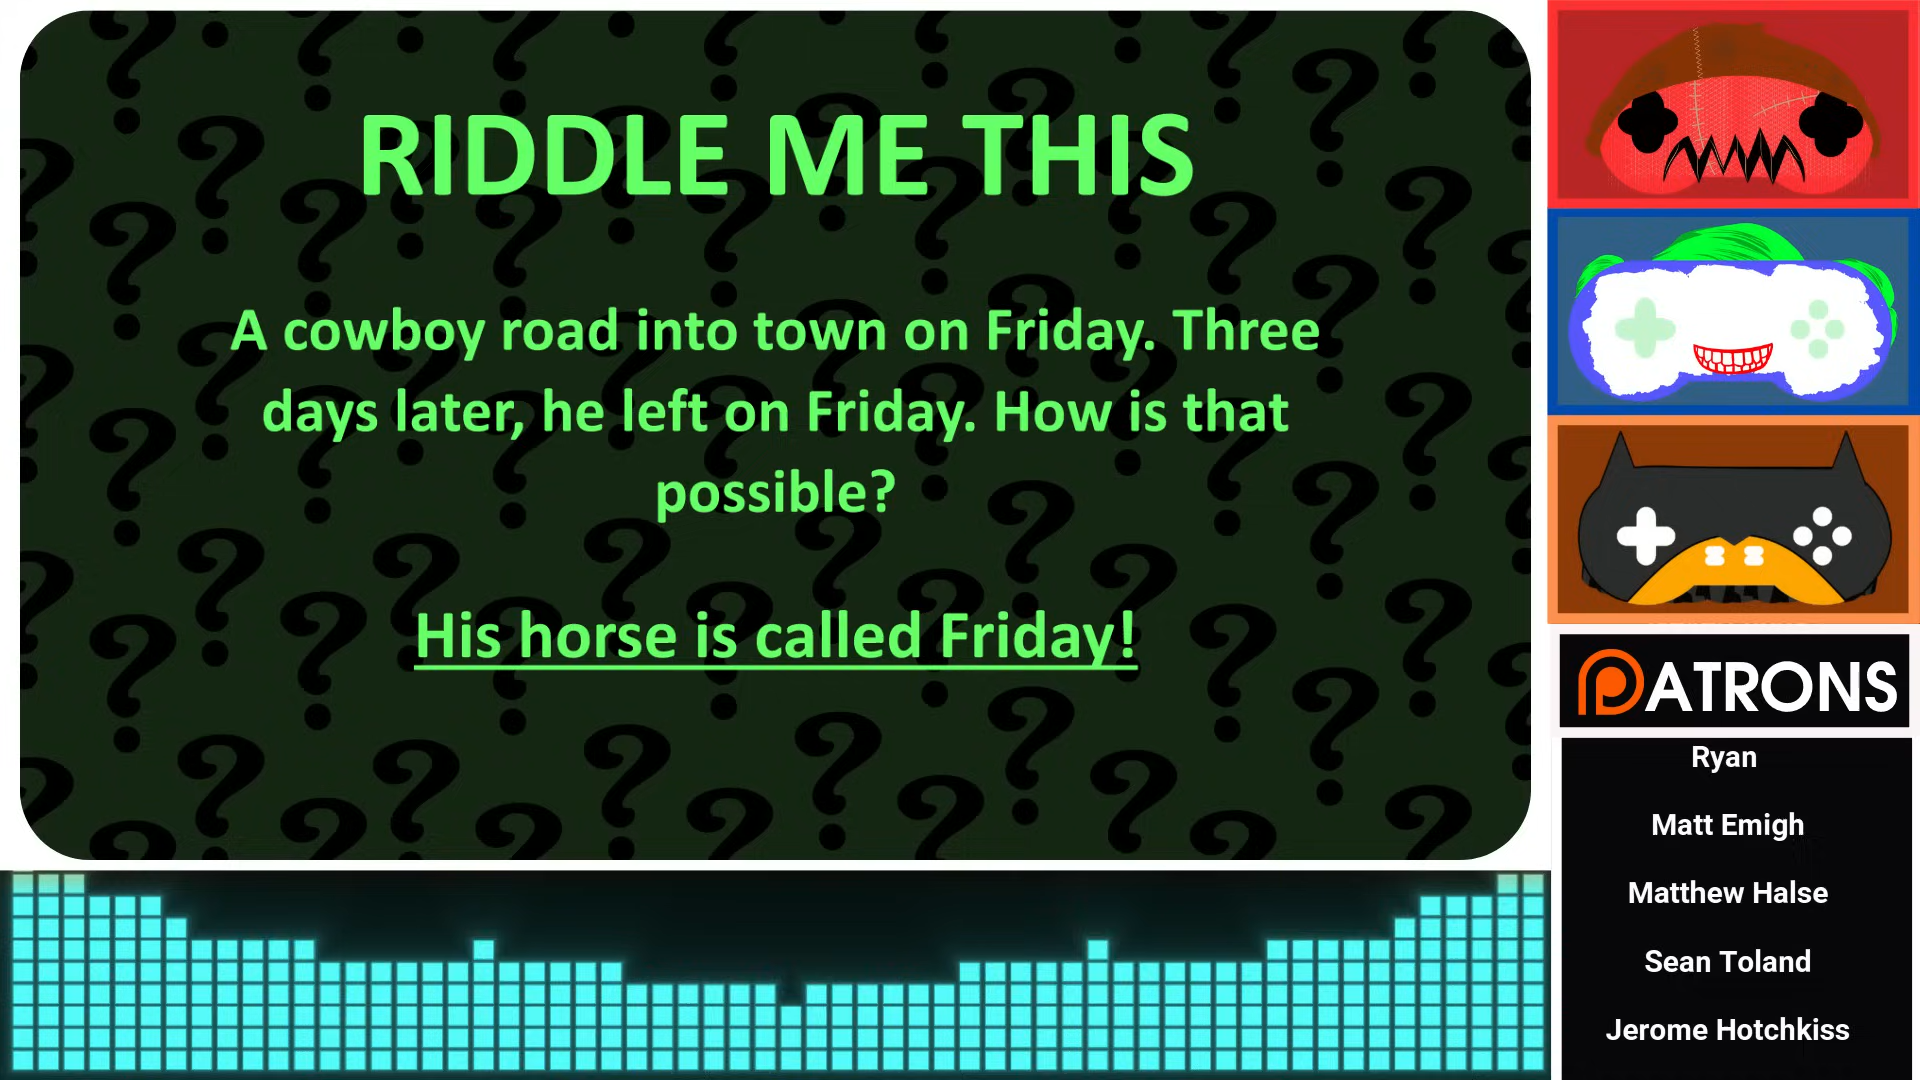 RIDDLE ME THIS
A cowboy road into town on Friday. Three
days later, he left on Friday. How is that
possible?
His horse is called Friday!
PATRONS
Ryan
Matt Emigh
Matthew Halse
Sean Toland
Jerome Hotchkiss